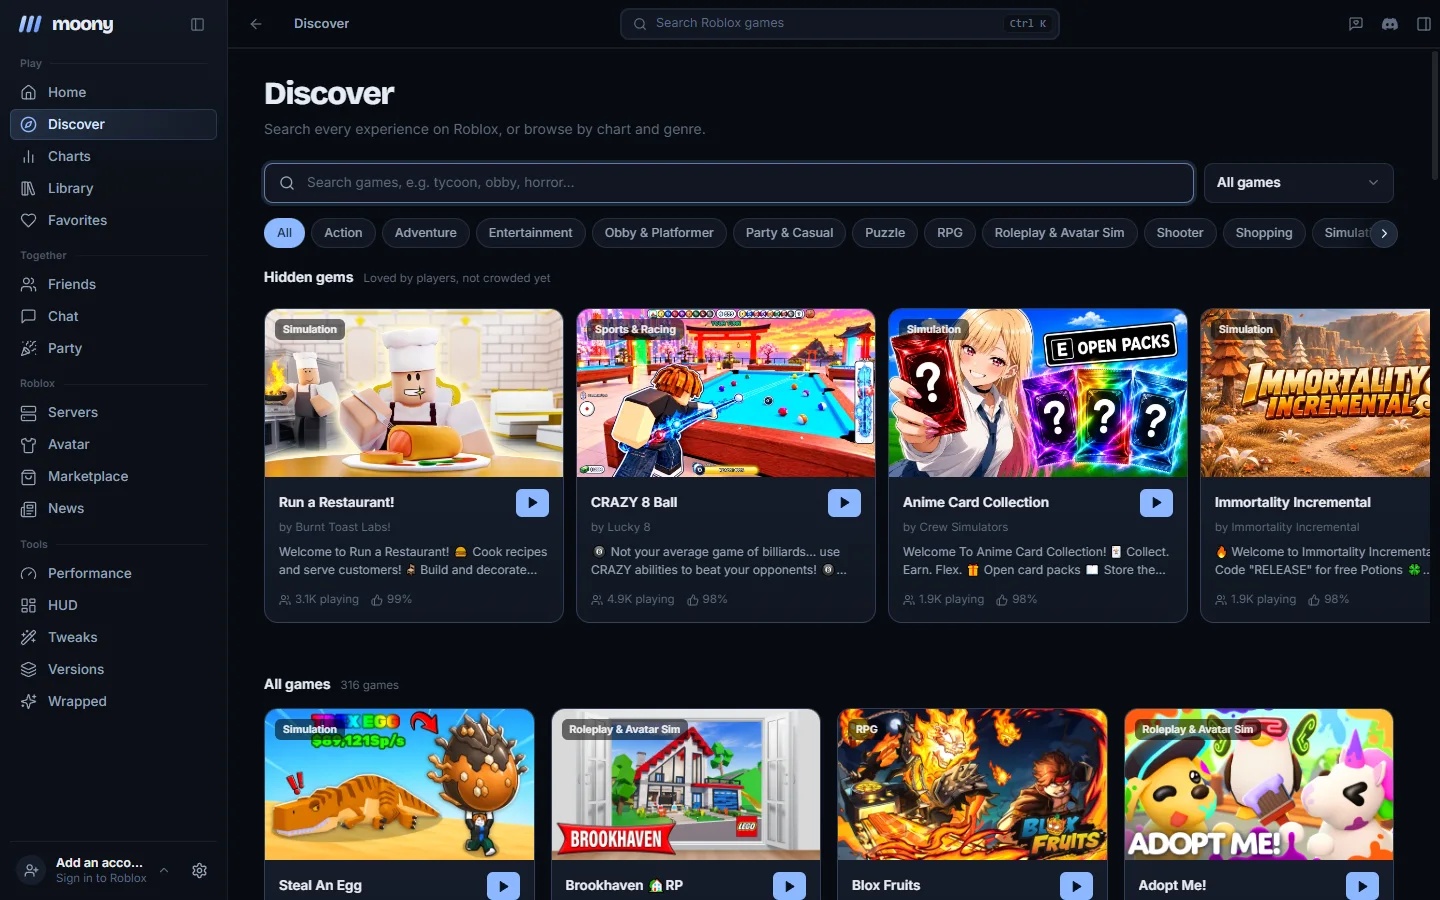 moony
Discover
Search Roblox games
Ctrl K
Play
Home
Discover
Charts
Library
Favorites
Together
Friends
Chat
Party
Roblox
Servers
Avatar
Marketplace
News
Tools
Performance
HUD
Tweaks
Versions
Wrapped
Add an acco...
Sign in to Roblox
Discover
Search every experience on Roblox, or browse by chart and genre.
Search games, e.g. tycoon, obby, horror...
All games
All
Action
Adventure
Entertainment
Obby & Platformer
Party & Casual
Puzzle
RPG
Roleplay & Avatar Sim
Shooter
Shopping
Simulat
Hidden gems Loved by players, not crowded yet
Simulation
Run a Restaurant!
by Burnt Toast Labs!
Welcome to Run a Restaurant! 🍔 Cook recipes
and serve customers! 🪑 Build and decorate...
3.1K playing 99%
Sports & Racing
CRAZY 8 Ball
by Lucky 8
🎱 Not your average game of billiards... use
CRAZY abilities to beat your opponents! 🎱 ...
4.9K playing 98%
Simulation
E OPEN PACKS
? ? ? ?
Anime Card Collection
by Crew Simulators
Welcome To Anime Card Collection! 🃏 Collect.
Earn. Flex. 🎁 Open card packs 📖 Store the...
1.9K playing 98%
Simulation
IMMORTALITY
INCREMENTAL
Immortality Incremental
by Immortality Incremental
🔥 Welcome to Immortality Incrementa
Code "RELEASE" for free Potions 🍀...
1.9K playing 98%
All games 316 games
Simulation
$89,121Sp/s
!!
Steal An Egg
Roleplay & Avatar Sim
BROOKHAVEN
LEGO
Brookhaven 🏡 RP
RPG
BLOX
FRUITS
Blox Fruits
Roleplay & Avatar Sim
ADOPT ME!
Adopt Me!